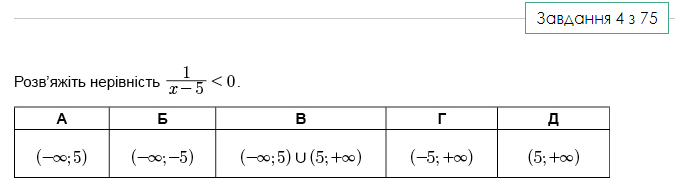 Завдання 4 з 75
Розв’яжіть нерівність 1/(x − 5) < 0.
А Б В Г Д
(−∞; 5) (−∞; −5) (−∞; 5) ∪ (5; +∞) (−5; +∞) (5; +∞)